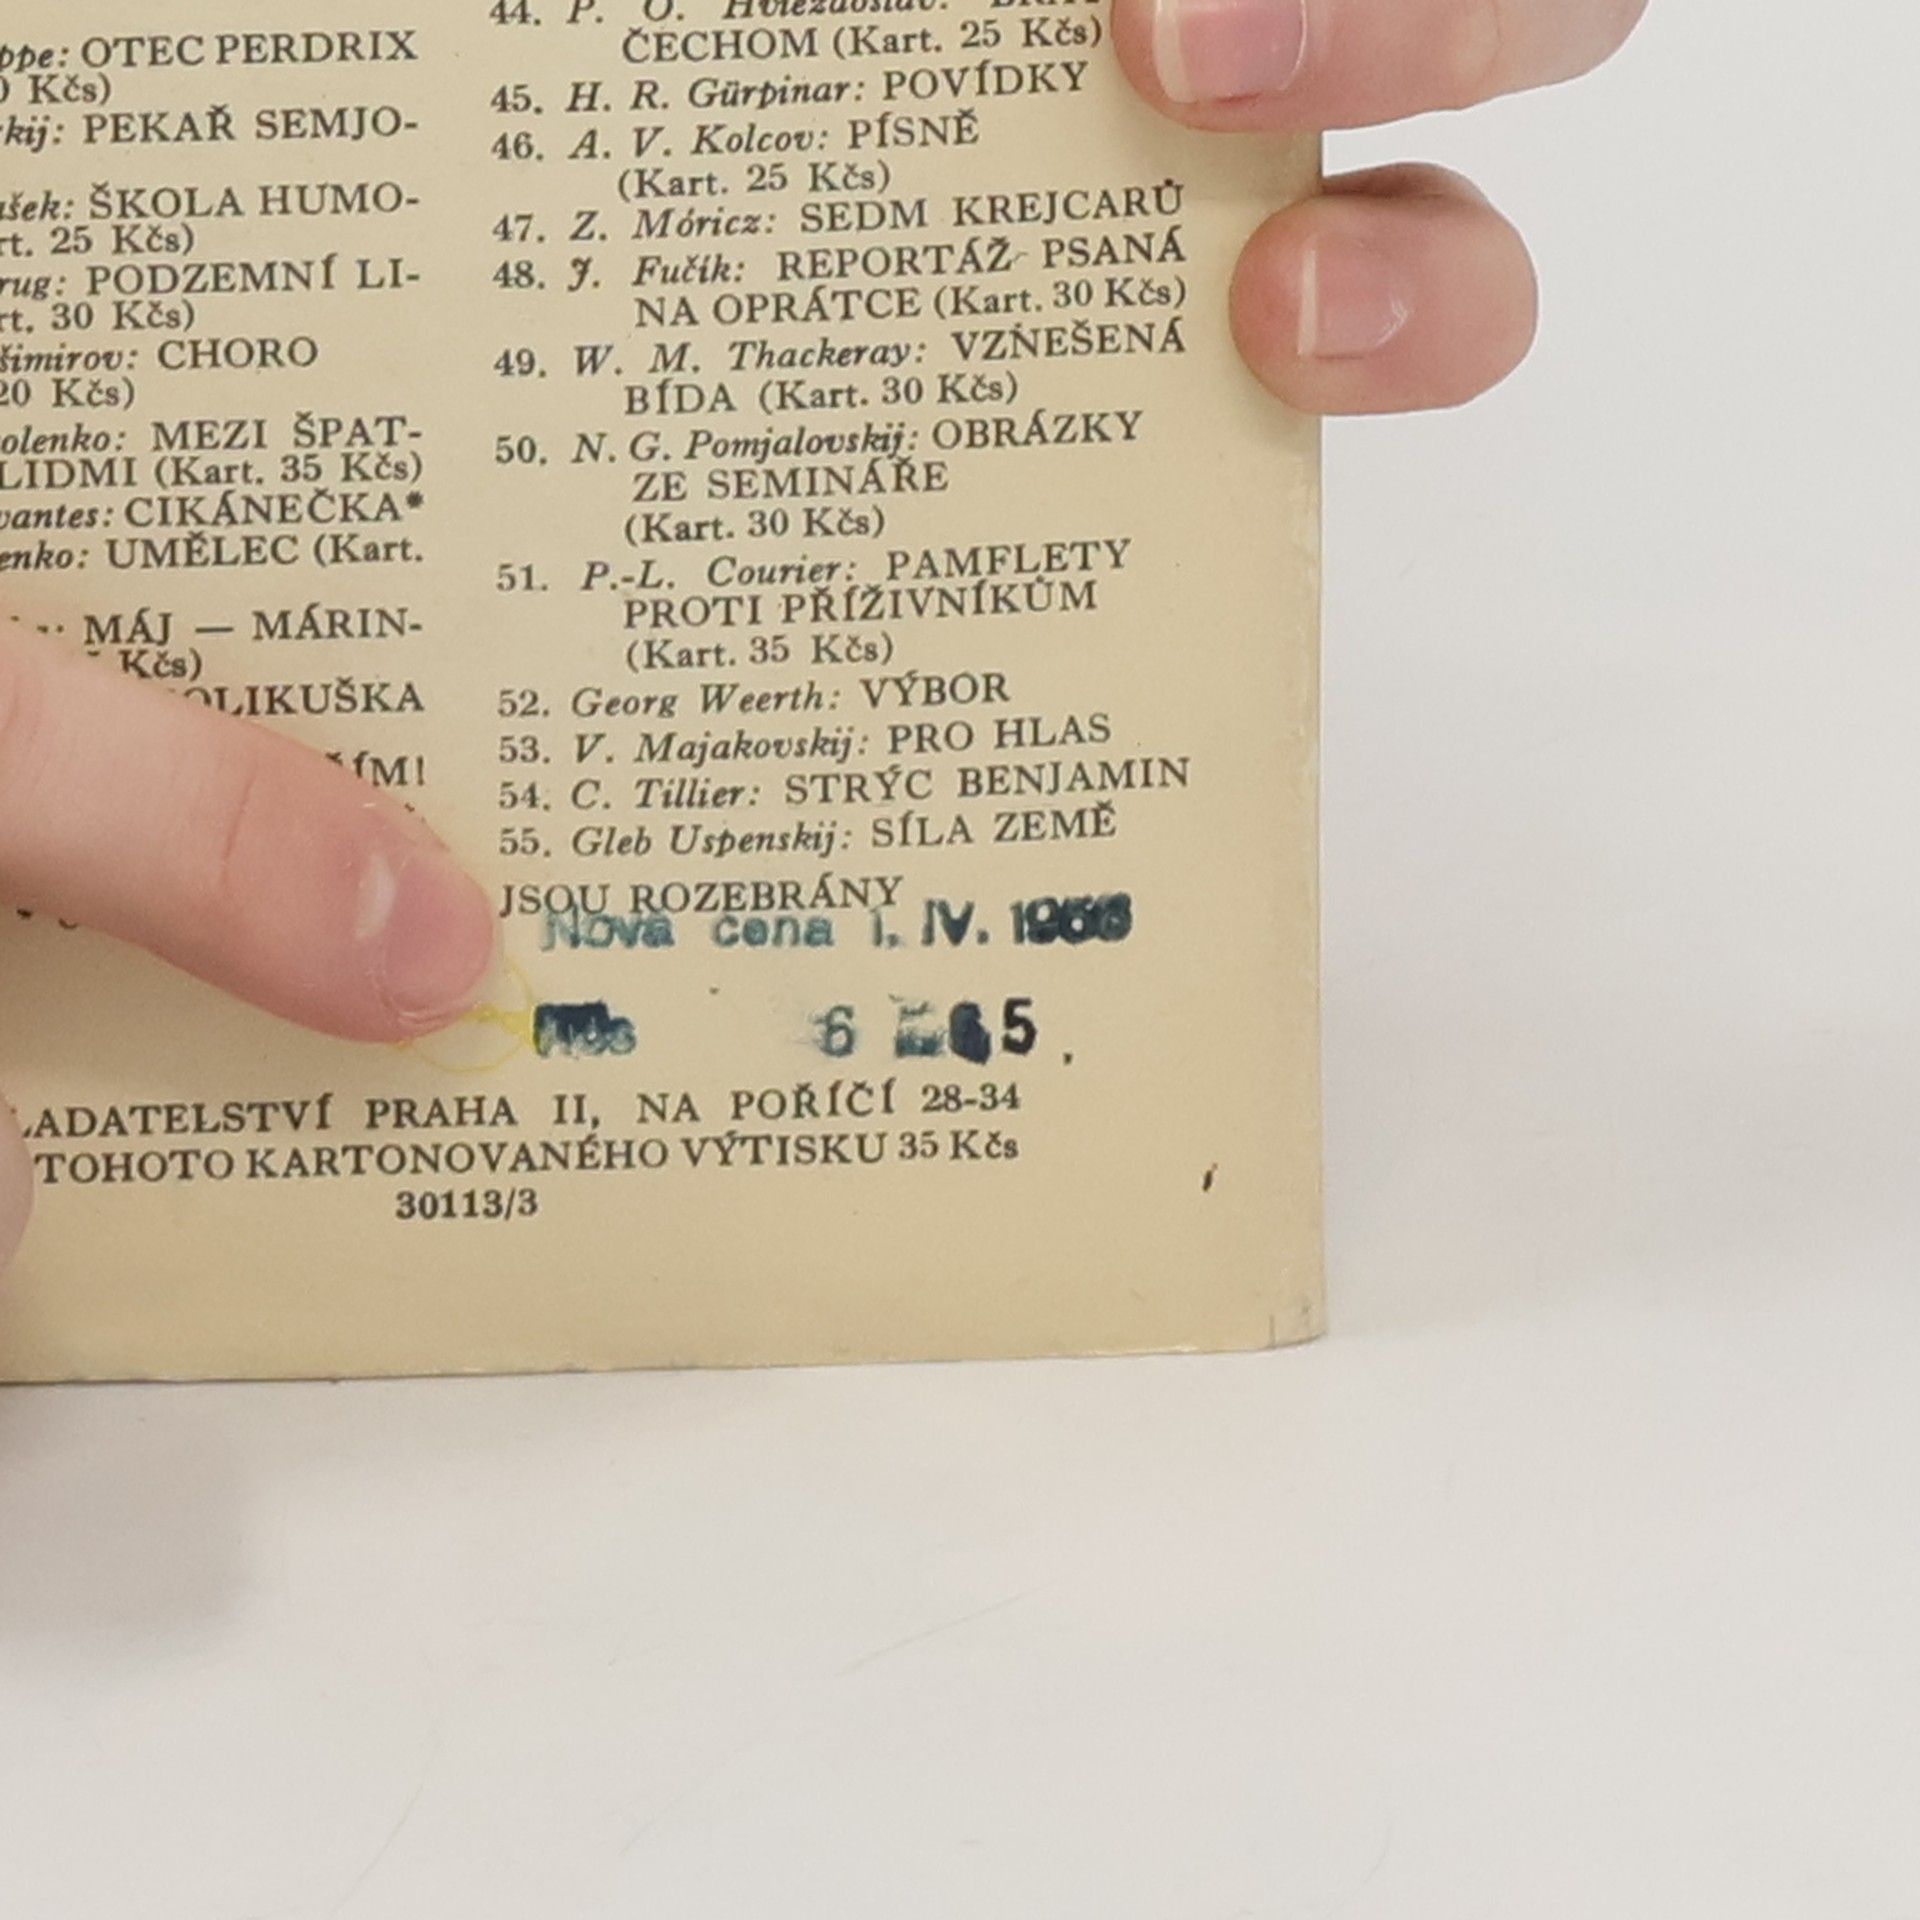 ppe: OTEC PERDRIX
0 Kčs)
kij: PEKAŘ SEMJO-
ašek: ŠKOLA HUMO-
rt. 25 Kčs)
rug: PODZEMNÍ LI-
rt. 30 Kčs)
šimirov: CHORO
20 Kčs)
olenko: MEZI ŠPAT-
LIDMI (Kart. 35 Kčs)
vantes: CIKÁNEČKA*
enko: UMĚLEC (Kart.
MÁJ — MÁRIN-
Kčs)
OLIKUŠKA
ÍM!
44. P. O. Hviezdoslav:
ČECHOM (Kart. 25 Kčs)
45. H. R. Gürpinar: POVÍDKY
46. A. V. Kolcov: PÍSNĚ
(Kart. 25 Kčs)
47. Z. Móricz: SEDM KREJCARŮ
48. J. Fučík: REPORTÁŽ PSANÁ
NA OPRÁTCE (Kart. 30 Kčs)
49. W. M. Thackeray: VZNEŠENÁ
BÍDA (Kart. 30 Kčs)
50. N. G. Pomjalovskij: OBRÁZKY
ZE SEMINÁŘE
(Kart. 30 Kčs)
51. P.-L. Courier: PAMFLETY
PROTI PŘÍŽIVNÍKŮM
(Kart. 35 Kčs)
52. Georg Weerth: VÝBOR
53. V. Majakovskij: PRO HLAS
54. C. Tillier: STRÝC BENJAMIN
55. Gleb Uspenskij: SÍLA ZEMĚ
JSOU ROZEBRÁNY
Nová cena 1. IV.
LADATELSTVÍ PRAHA II, NA POŘÍČÍ 28-34
TOHOTO KARTONOVANÉHO VÝTISKU 35 Kčs
30113/3